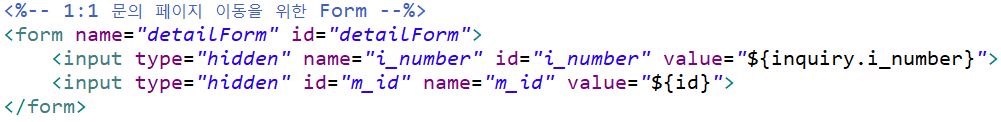 <%-- 1:1 문의 페이지 이동을 위한 Form --%>
<form name="detailForm" id="detailForm">
<input type="hidden" name="i_number" id="i_number" value="${inquiry.i_number}">
<input type="hidden" id="m_id" name="m_id" value="${id}">
</form>